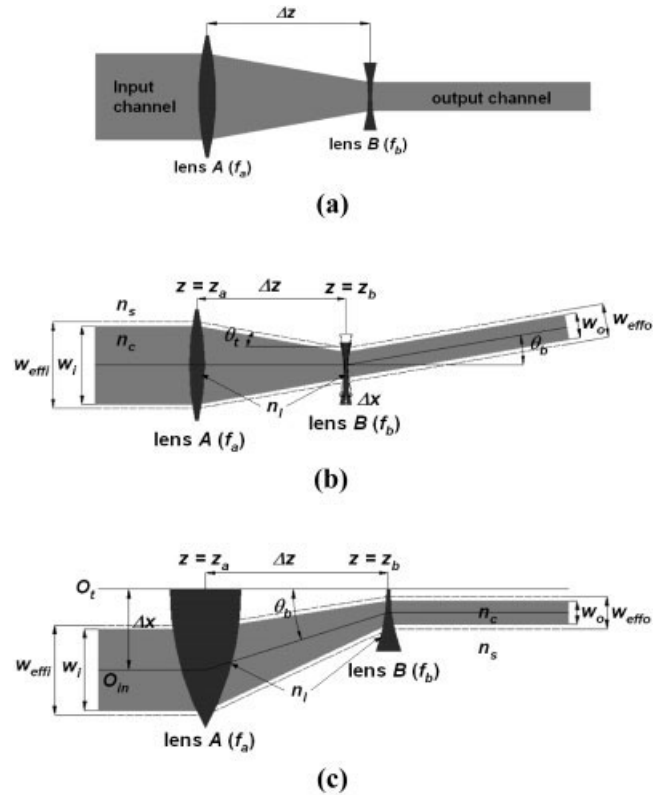 Δz
Input
channel
output channel
lens A (fa)
lens B (fb)
(a)
z = za
Δz
z = zb
ns
nc
θt
weffi
wi
wo
weffo
θb
nl
Δx
lens A (fa)
lens B (fb)
(b)
z = za
Δz
z = zb
Ot
Δx
θb
nc
wo
weffo
weffi
wi
Oin
nl
ns
lens B (fb)
lens A (fa)
(c)